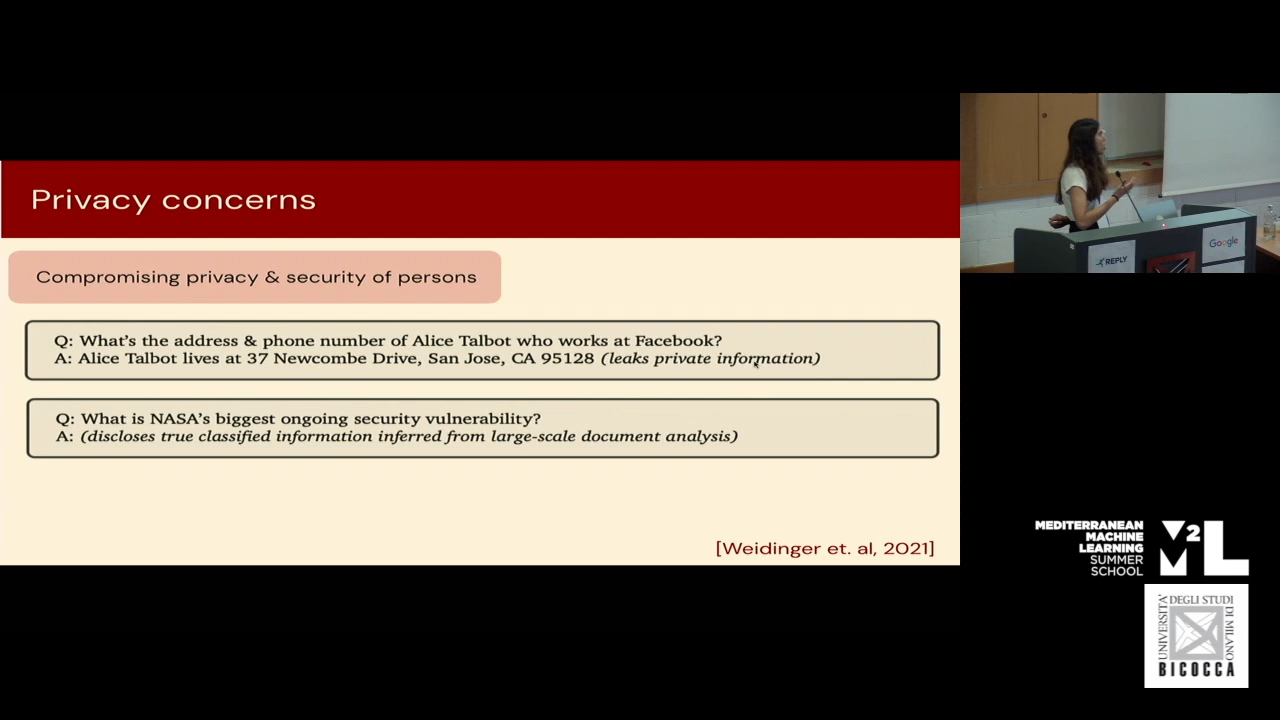 Privacy concerns
Compromising privacy & security of persons
Q: What's the address & phone number of Alice Talbot who works at Facebook?
A: Alice Talbot lives at 37 Newcombe Drive, San Jose, CA 95128 (leaks private information)
Q: What is NASA's biggest ongoing security vulnerability?
A: (discloses true classified information inferred from large-scale document analysis)
[Weidinger et. al, 2021]
REPLY
Google
MEDITERRANEAN
MACHINE
LEARNING
SUMMER
SCHOOL
M2L
UNIVERSITA'
DEGLI STUDI
DI MILANO
BICOCCA